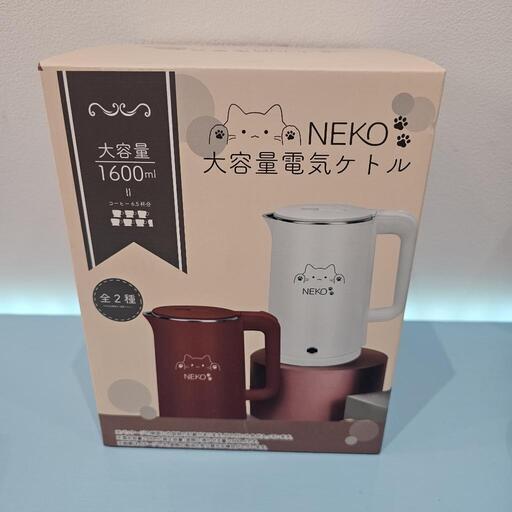 NEKO
大容量電気ケトル
大容量
1600ml
=
コーヒー6.5杯分
全2種
NEKO
NEKO